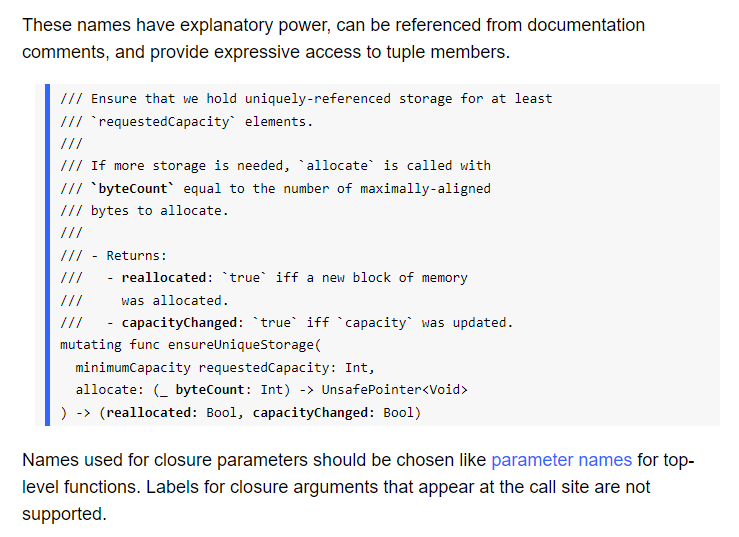 These names have explanatory power, can be referenced from documentation
comments, and provide expressive access to tuple members.
/// Ensure that we hold uniquely-referenced storage for at least
/// `requestedCapacity` elements.
///
/// If more storage is needed, `allocate` is called with
/// `byteCount` equal to the number of maximally-aligned
/// bytes to allocate.
///
/// - Returns:
///   - reallocated: `true` iff a new block of memory
///     was allocated.
///   - capacityChanged: `true` iff `capacity` was updated.
mutating func ensureUniqueStorage(
  minimumCapacity requestedCapacity: Int,
  allocate: (_ byteCount: Int) -> UnsafePointer<Void>
) -> (reallocated: Bool, capacityChanged: Bool)
Names used for closure parameters should be chosen like parameter names for top-
level functions. Labels for closure arguments that appear at the call site are not
supported.